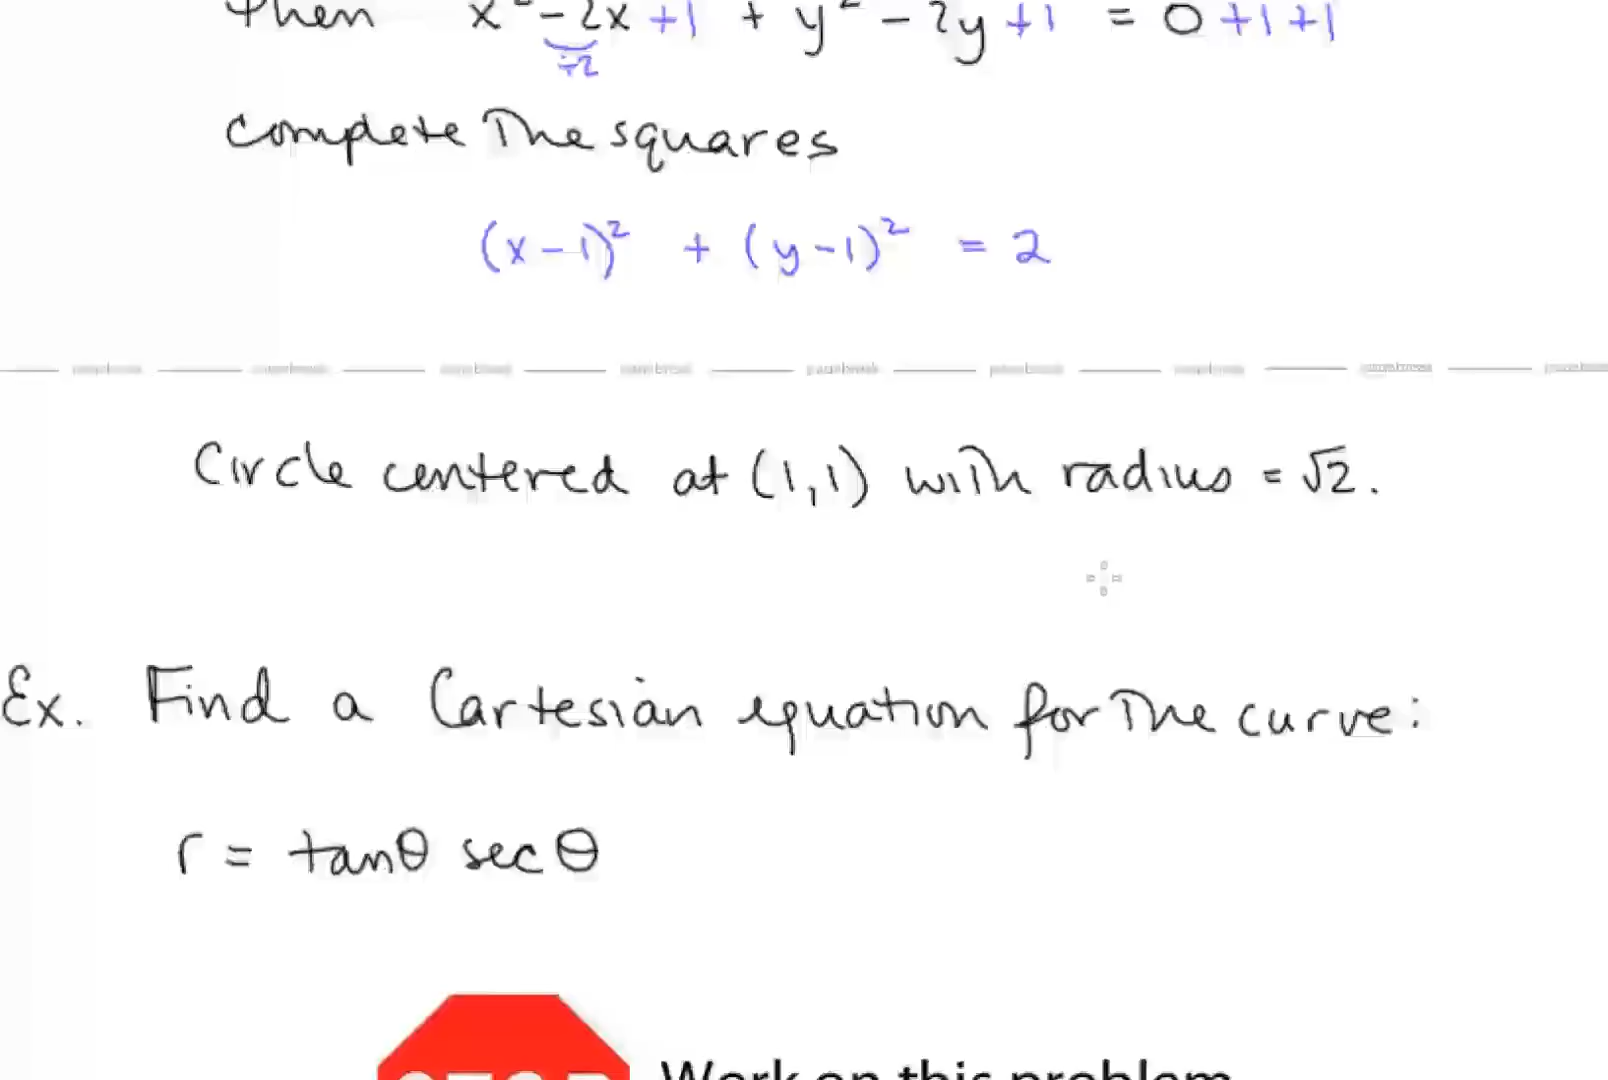 then x² - 2x +1 + y² - 2y +1 = 0 +1 +1
÷2
complete The squares
(x-1)² + (y-1)² = 2
Circle centered at (1,1) with radius = √2.
Ex. Find a Cartesian equation for The curve:
r = tanθ secθ
STOP
Work on this problem